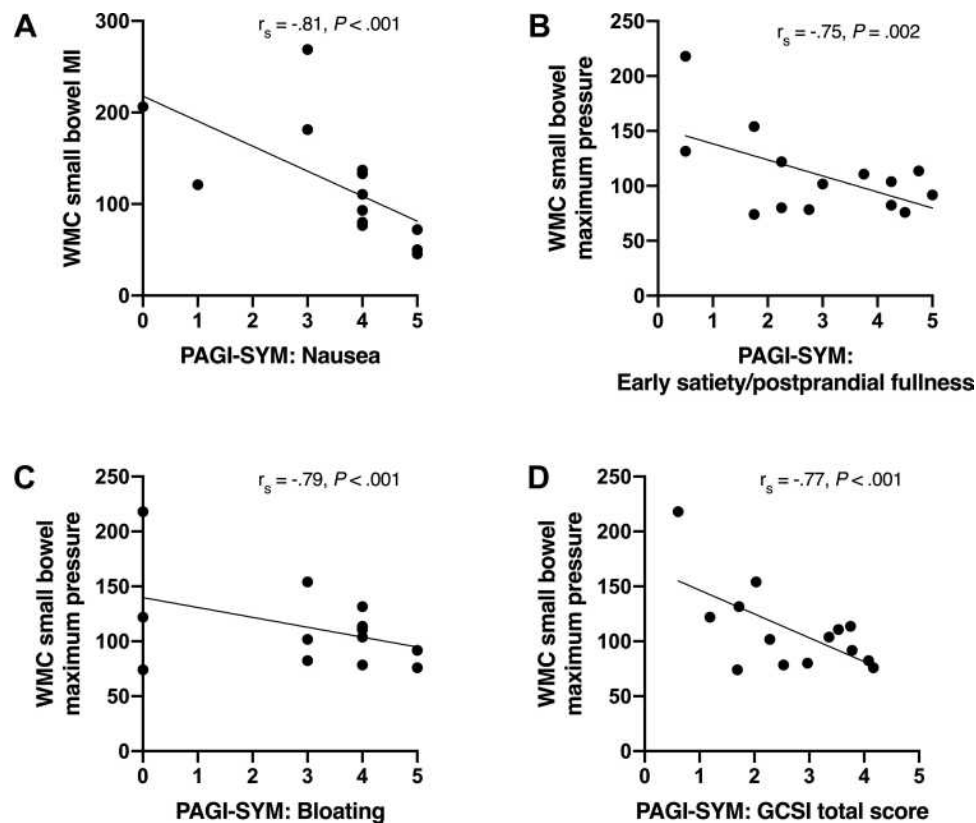 A
r_s = -.81, P < .001
WMC small bowel MI
300
200
100
0
0 1 2 3 4 5
PAGI-SYM: Nausea
B
r_s = -.75, P = .002
WMC small bowel
maximum pressure
250
200
150
100
50
0
0 1 2 3 4 5
PAGI-SYM:
Early satiety/postprandial fullness
C
r_s = -.79, P < .001
WMC small bowel
maximum pressure
250
200
150
100
50
0
0 1 2 3 4 5
PAGI-SYM: Bloating
D
r_s = -.77, P < .001
WMC small bowel
maximum pressure
250
200
150
100
50
0
0 1 2 3 4 5
PAGI-SYM: GCSI total score